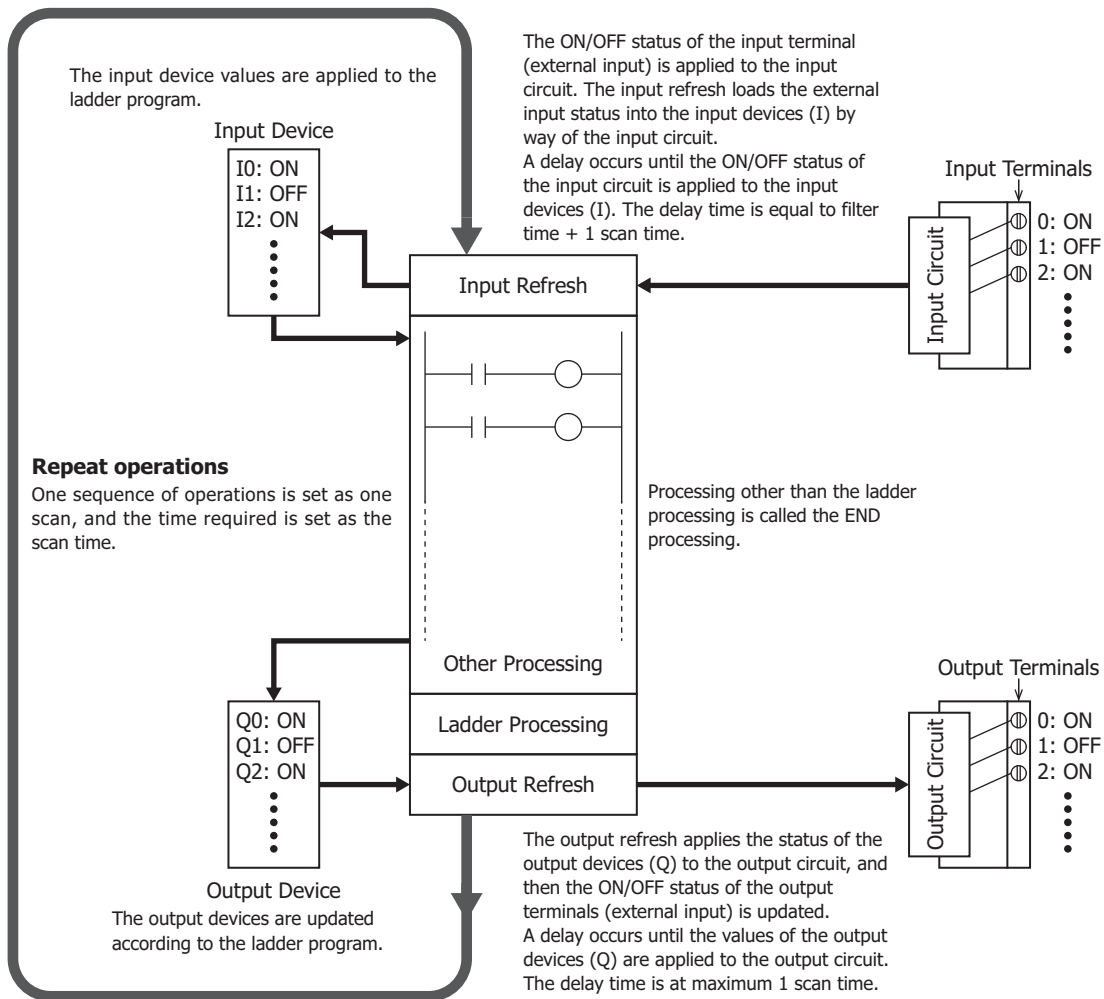 The input device values are applied to the
ladder program.
Input Device
I0: ON
I1: OFF
I2: ON
The ON/OFF status of the input terminal
(external input) is applied to the input
circuit. The input refresh loads the external
input status into the input devices (I) by
way of the input circuit.
A delay occurs until the ON/OFF status of
the input circuit is applied to the input
devices (I). The delay time is equal to filter
time + 1 scan time.
Input Terminals
Input Circuit
0: ON
1: OFF
2: ON
Input Refresh
Repeat operations
One sequence of operations is set as one
scan, and the time required is set as the
scan time.
Processing other than the ladder
processing is called the END
processing.
Other Processing
Ladder Processing
Output Refresh
Q0: ON
Q1: OFF
Q2: ON
Output Device
The output devices are updated
according to the ladder program.
Output Terminals
Output Circuit
0: ON
1: OFF
2: ON
The output refresh applies the status of the
output devices (Q) to the output circuit, and
then the ON/OFF status of the output
terminals (external input) is updated.
A delay occurs until the values of the output
devices (Q) are applied to the output circuit.
The delay time is at maximum 1 scan time.